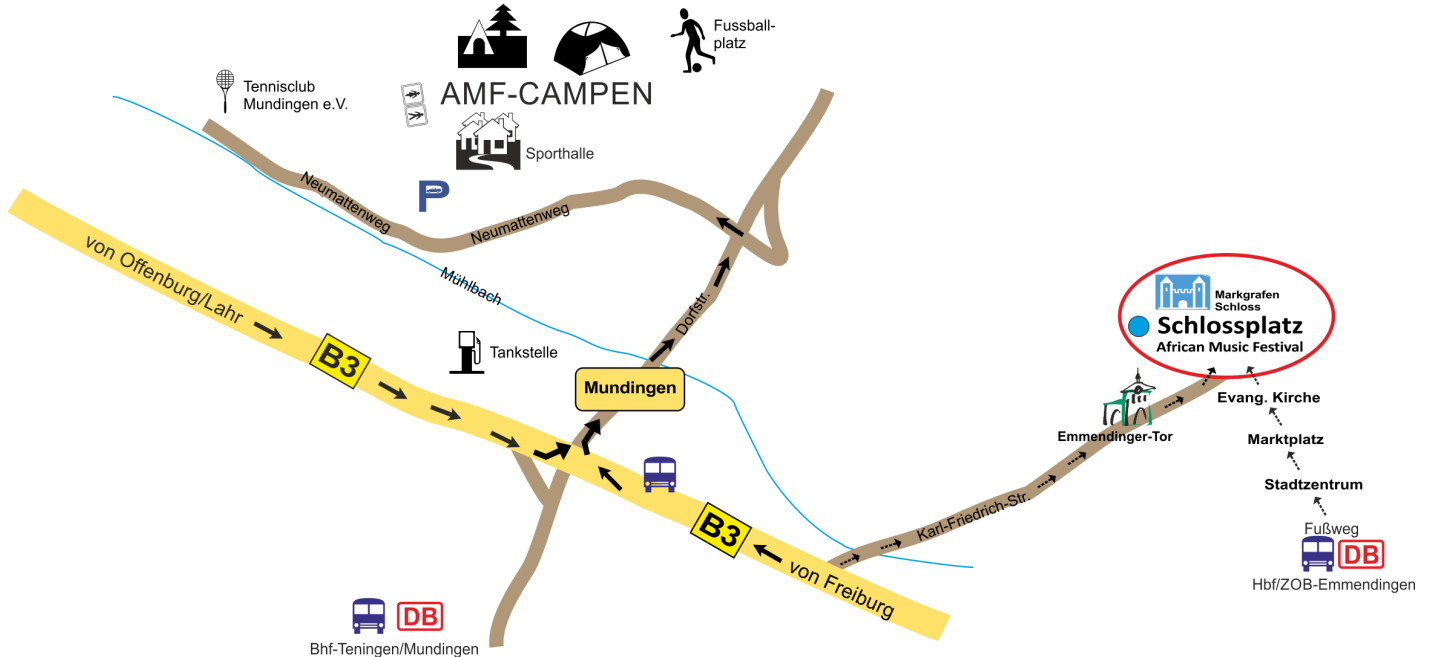 Fussball-
platz
Tennisclub
Mundingen e.V.
AMF-CAMPEN
Sporthalle
P
Neumattenweg
Neumattenweg
von Offenburg/Lahr
Mühlbach
Dorfstr.
B3
Tankstelle
Mundingen
Markgrafen
Schloss
Schlossplatz
African Music Festival
Evang. Kirche
Emmendinger-Tor
Marktplatz
Stadtzentrum
Karl-Friedrich-Str.
B3
Fußweg
DB
Hbf/ZOB-Emmendingen
von Freiburg
DB
Bhf-Teningen/Mundingen